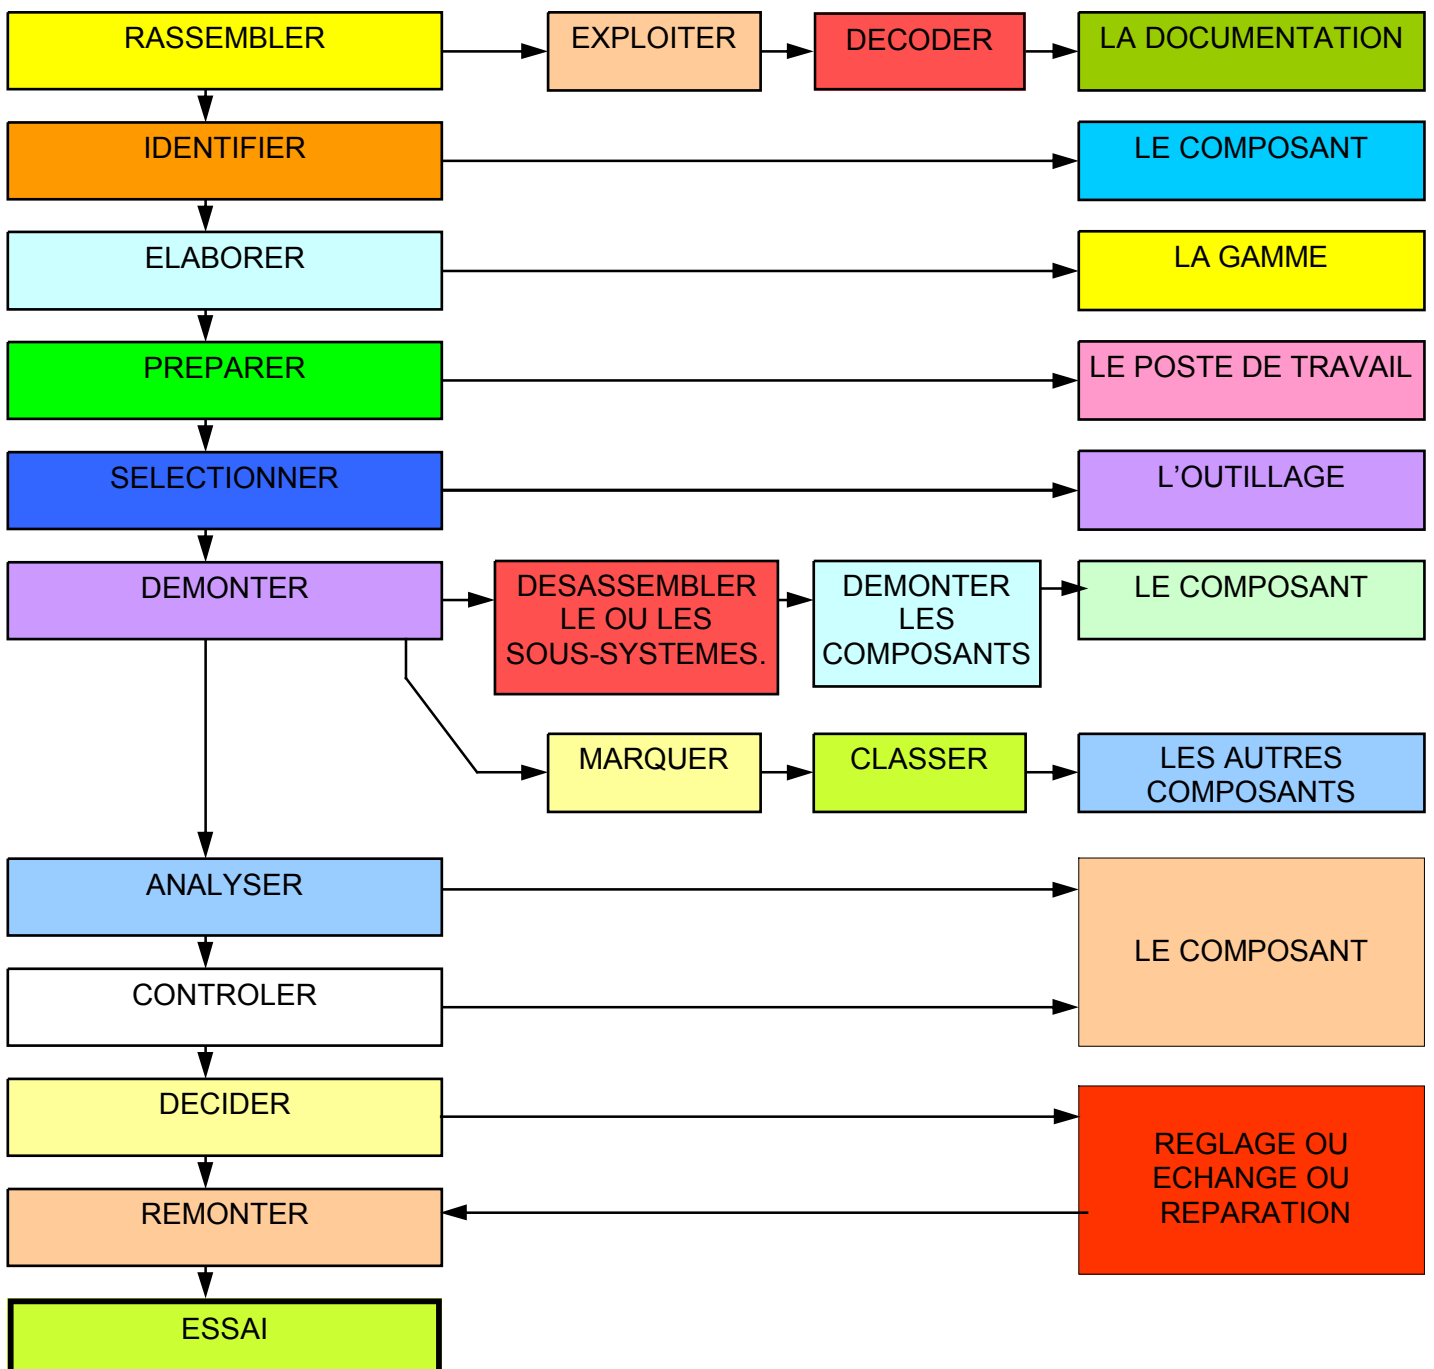 RASSEMBLER
EXPLOITER
DECODER
LA DOCUMENTATION
IDENTIFIER
LE COMPOSANT
ELABORER
LA GAMME
PREPARER
LE POSTE DE TRAVAIL
SELECTIONNER
L’OUTILLAGE
DEMONTER
DESASSEMBLER
LE OU LES
SOUS-SYSTEMES.
DEMONTER
LES
COMPOSANTS
LE COMPOSANT
MARQUER
CLASSER
LES AUTRES
COMPOSANTS
ANALYSER
LE COMPOSANT
CONTROLER
DECIDER
REGLAGE OU
ECHANGE OU
REPARATION
REMONTER
ESSAI